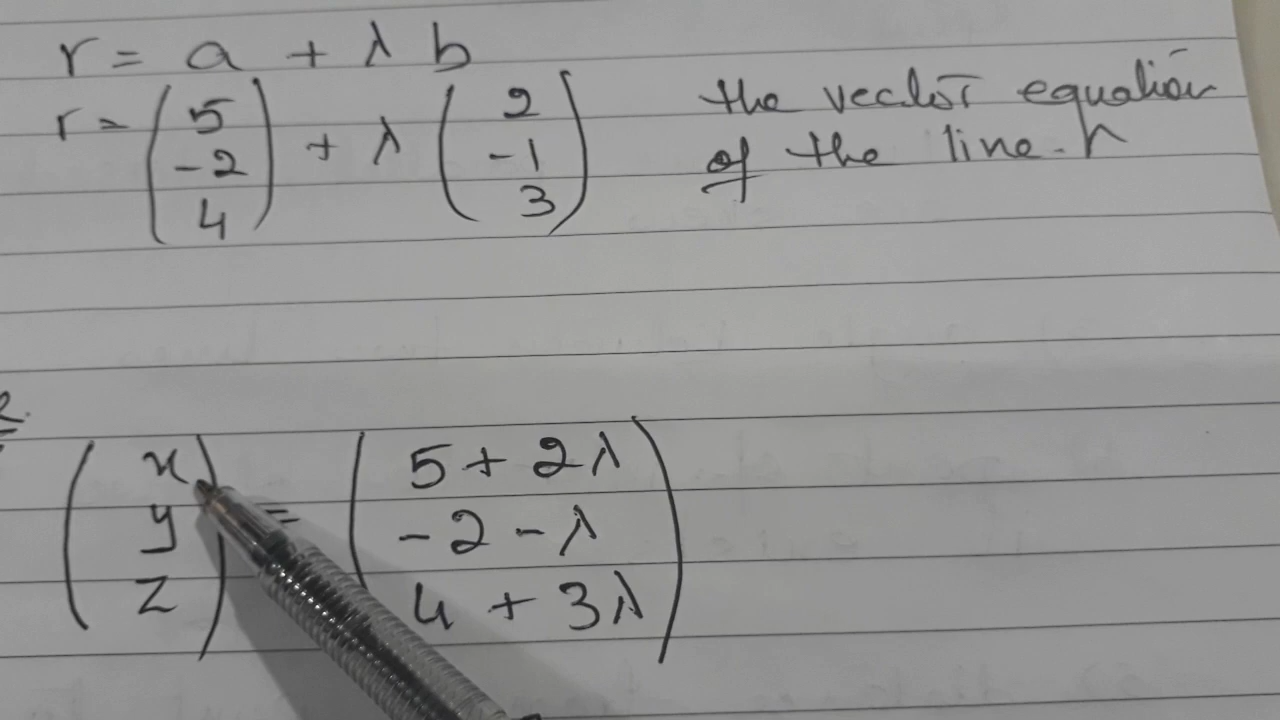 r = a + λ b
r = (5 -2 4) + λ (2 -1 3) the vector equation
of the line. r
(x y z) = (5 + 2λ -2 - λ 4 + 3λ)